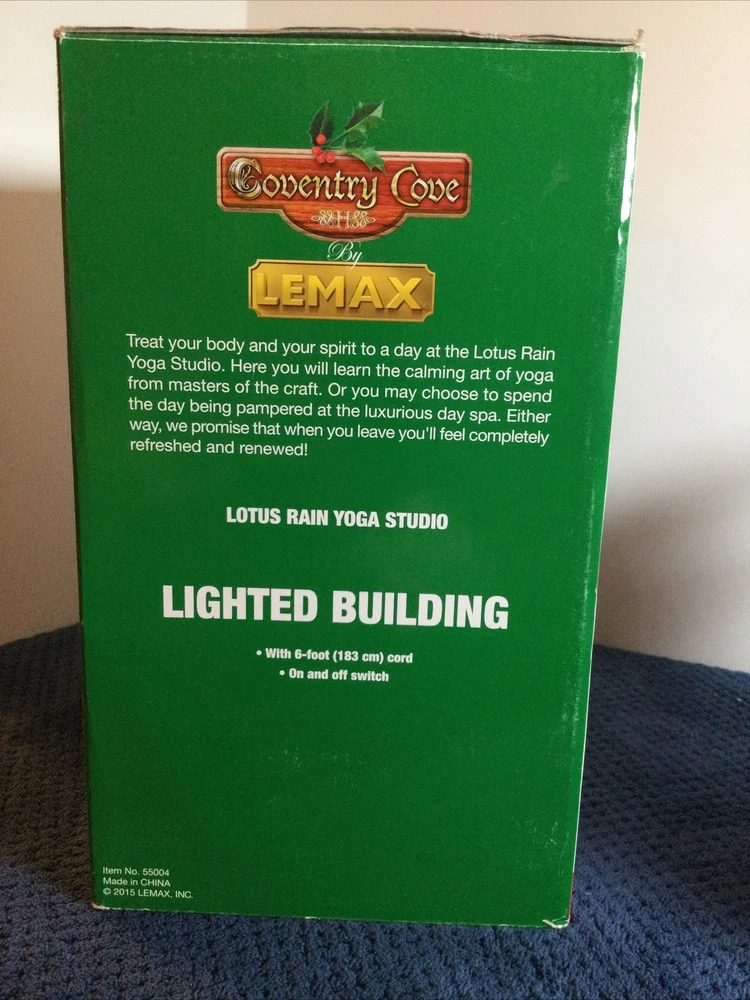 Coventry Cove
By
LEMAX
Treat your body and your spirit to a day at the Lotus Rain
Yoga Studio. Here you will learn the calming art of yoga
from masters of the craft. Or you may choose to spend
the day being pampered at the luxurious day spa. Either
way, we promise that when you leave you'll feel completely
refreshed and renewed!
LOTUS RAIN YOGA STUDIO
LIGHTED BUILDING
• With 6-foot (183 cm) cord
• On and off switch
Item No. 55004
Made in CHINA
© 2015 LEMAX, INC.